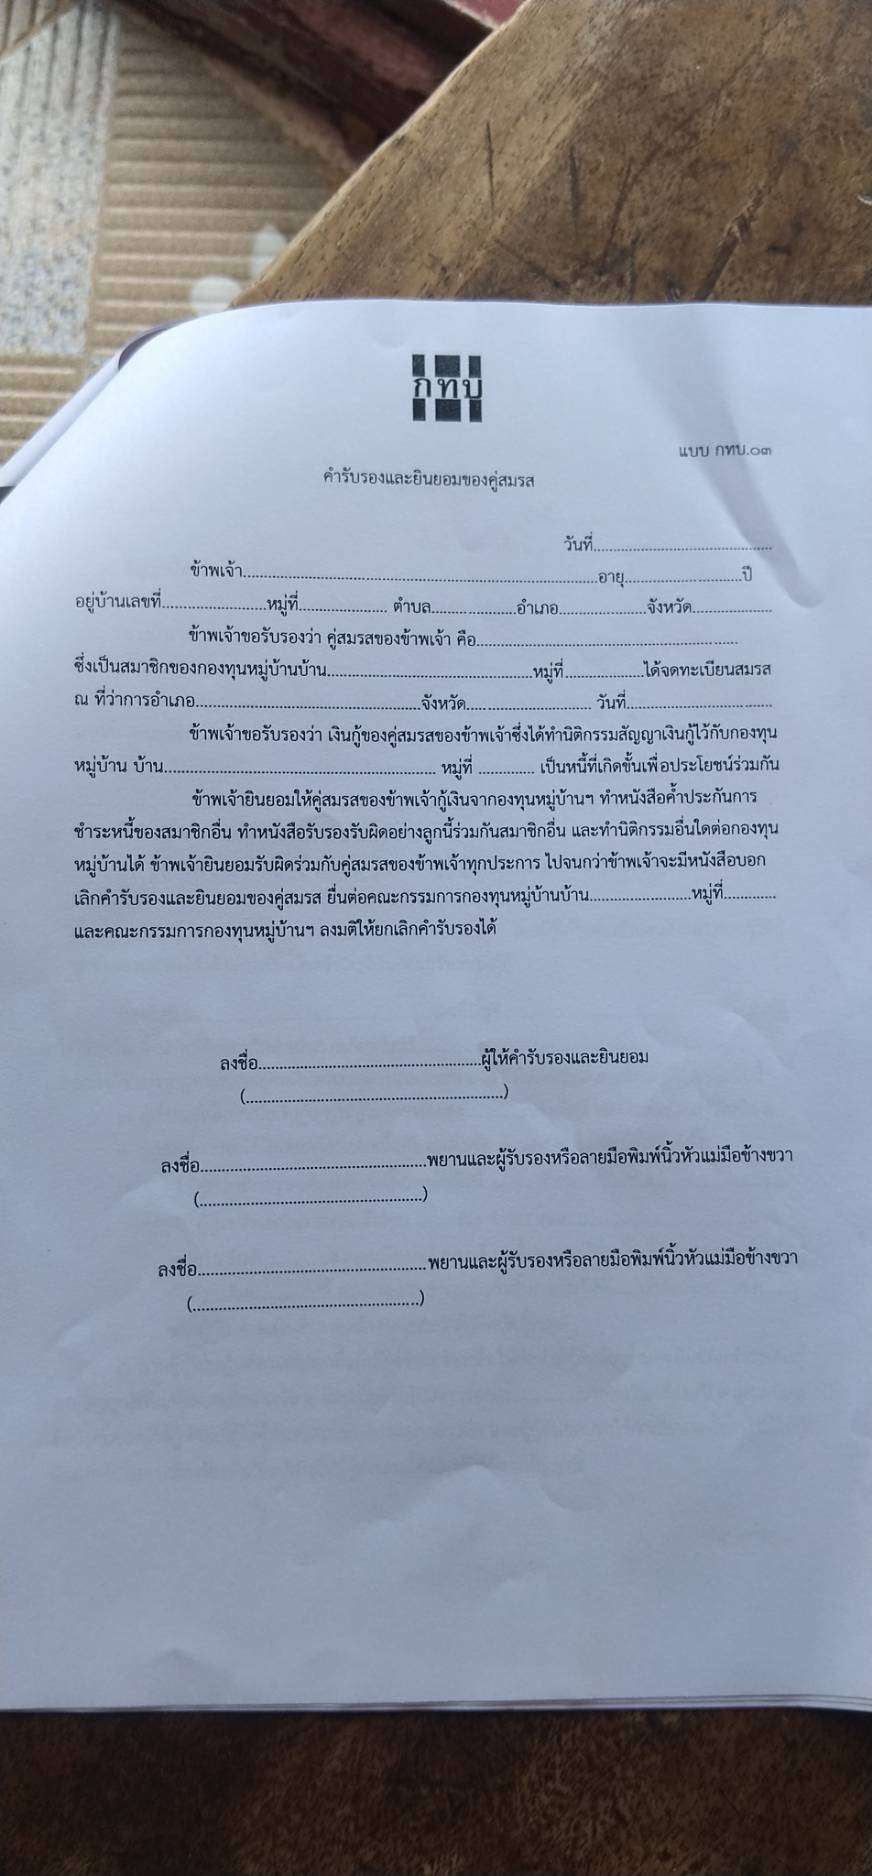 กทบ
แบบ กทบ.๐๓
คำรับรองและยินยอมของคู่สมรส
วันที่..........................................
ข้าพเจ้า....................................................................................อายุ............................ปี
อยู่บ้านเลขที่.........................หมู่ที่..................... ตำบล....................อำเภอ.....................จังหวัด...................
ข้าพเจ้าขอรับรองว่า คู่สมรสของข้าพเจ้า คือ..............................................................
ซึ่งเป็นสมาชิกของกองทุนหมู่บ้านบ้าน.................................................หมู่ที่...................ได้จดทะเบียนสมรส
ณ ที่ว่าการอำเภอ......................................................จังหวัด.............................. วันที่...................................
ข้าพเจ้าขอรับรองว่า เงินกู้ของคู่สมรสของข้าพเจ้าซึ่งได้ทำนิติกรรมสัญญาเงินกู้ไว้กับกองทุน
หมู่บ้าน บ้าน................................................................. หมู่ที่ ............. เป็นหนี้ที่เกิดขึ้นเพื่อประโยชน์ร่วมกัน
ข้าพเจ้ายินยอมให้คู่สมรสของข้าพเจ้ากู้เงินจากกองทุนหมู่บ้านฯ ทำหนังสือค้ำประกันการ
ชำระหนี้ของสมาชิกอื่น ทำหนังสือรับรองรับผิดอย่างลูกหนี้ร่วมกันสมาชิกอื่น และทำนิติกรรมอื่นใดต่อกองทุน
หมู่บ้านได้ ข้าพเจ้ายินยอมรับผิดร่วมกับคู่สมรสของข้าพเจ้าทุกประการ ไปจนกว่าข้าพเจ้าจะมีหนังสือบอก
เลิกคำรับรองและยินยอมของคู่สมรส ยื่นต่อคณะกรรมการกองทุนหมู่บ้านบ้าน........................หมู่ที่.............
และคณะกรรมการกองทุนหมู่บ้านฯ ลงมติให้ยกเลิกคำรับรองได้
ลงชื่อ.....................................................ผู้ให้คำรับรองและยินยอม
(.............................................................)
ลงชื่อ......................................................พยานและผู้รับรองหรือลายมือพิมพ์นิ้วหัวแม่มือข้างขวา
(.....................................................)
ลงชื่อ......................................................พยานและผู้รับรองหรือลายมือพิมพ์นิ้วหัวแม่มือข้างขวา
(......................................................)